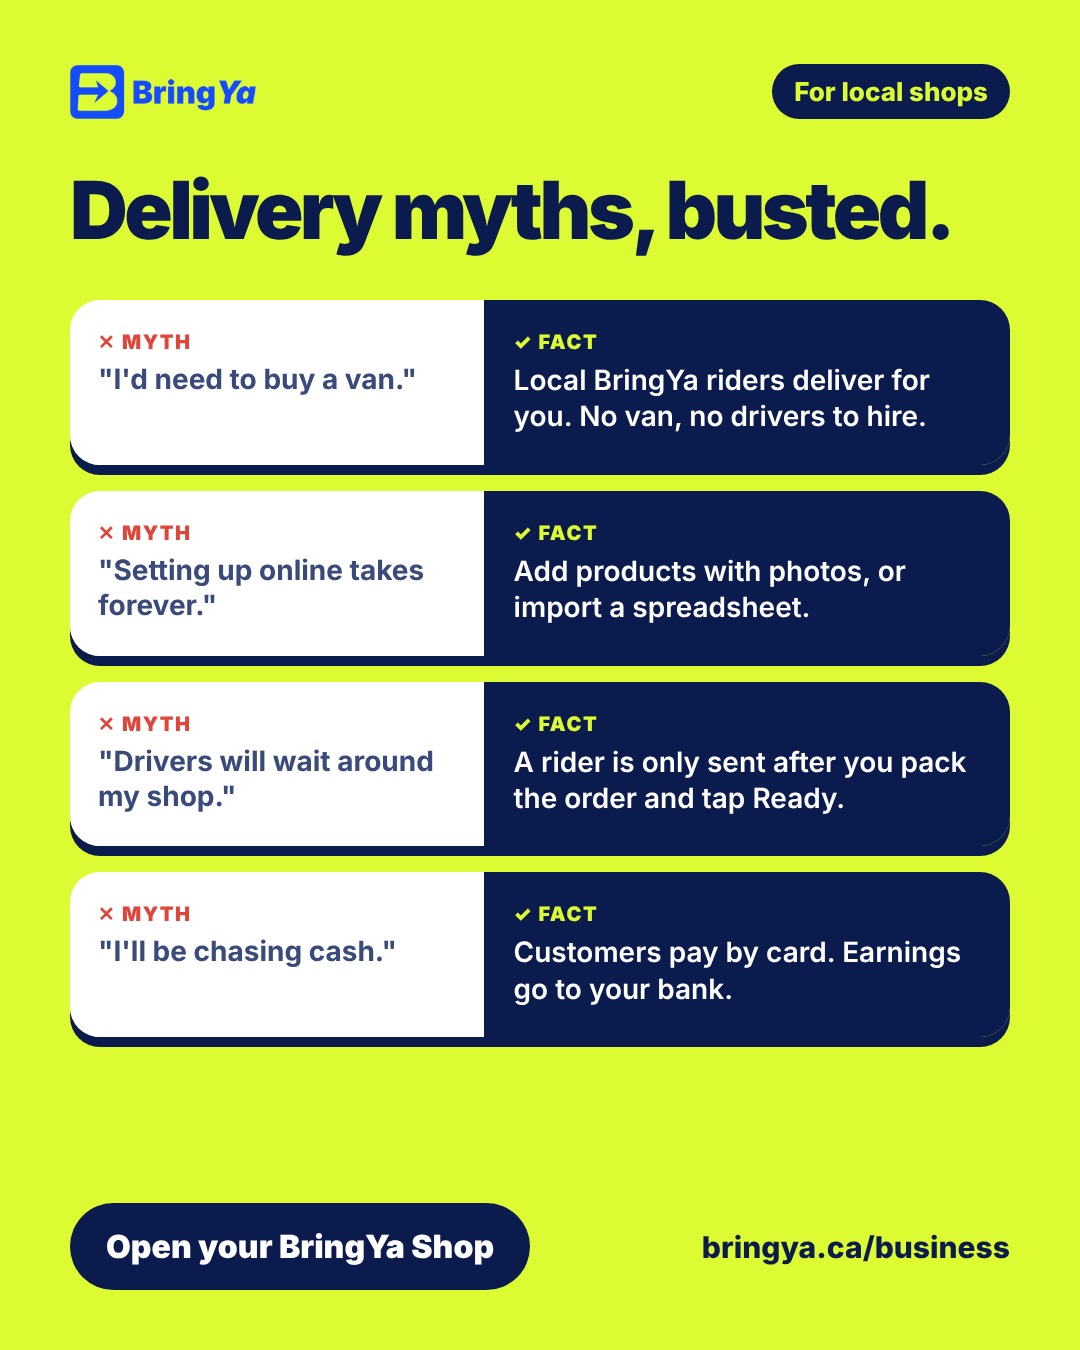 BringYa
For local shops
Delivery myths, busted.
✕ MYTH
"I'd need to buy a van."
✓ FACT
Local BringYa riders deliver for
you. No van, no drivers to hire.
✕ MYTH
"Setting up online takes
forever."
✓ FACT
Add products with photos, or
import a spreadsheet.
✕ MYTH
"Drivers will wait around
my shop."
✓ FACT
A rider is only sent after you pack
the order and tap Ready.
✕ MYTH
"I'll be chasing cash."
✓ FACT
Customers pay by card. Earnings
go to your bank.
Open your BringYa Shop
bringya.ca/business